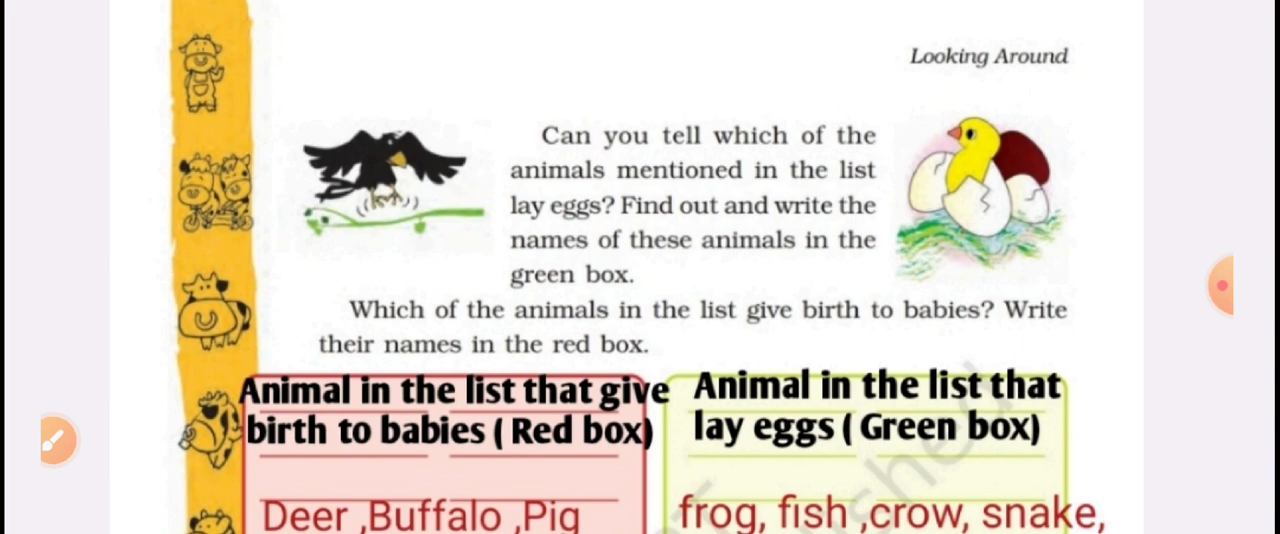 Looking Around
Can you tell which of the
animals mentioned in the list
lay eggs? Find out and write the
names of these animals in the
green box.
Which of the animals in the list give birth to babies? Write
their names in the red box.
Animal in the list that give
birth to babies ( Red box)
Deer ,Buffalo ,Pig
Animal in the list that
lay eggs ( Green box)
frog, fish ,crow, snake,